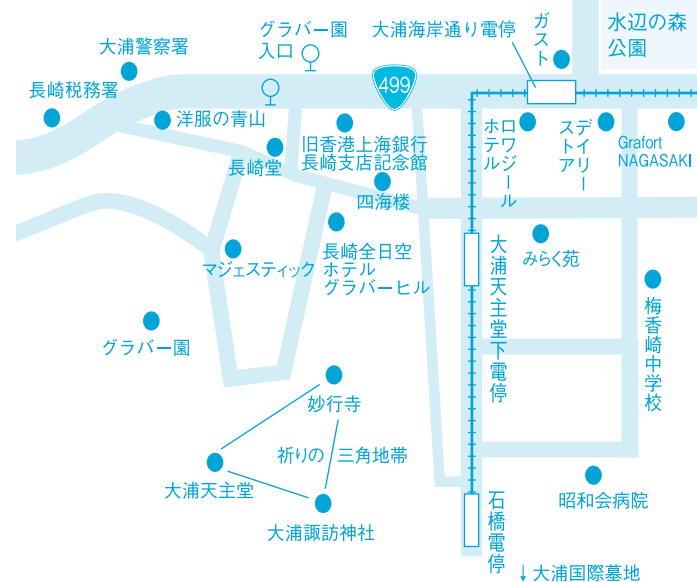 グラバー園
入口
大浦海岸通り電停
ガスト
水辺の森
公園
大浦警察署
長崎税務署
499
洋服の青山
長崎堂
旧香港上海銀行
長崎支店記念館
四海楼
ロワジール
ホテル
デイリー
ストア
Grafort
NAGASAKI
マジェスティック
長崎全日空
ホテル
グラバーヒル
大浦天主堂下電停
みらく苑
梅香崎中学校
グラバー園
妙行寺
祈りの 三角地帯
大浦天主堂
大浦諏訪神社
石橋電停
昭和会病院
↓大浦国際墓地